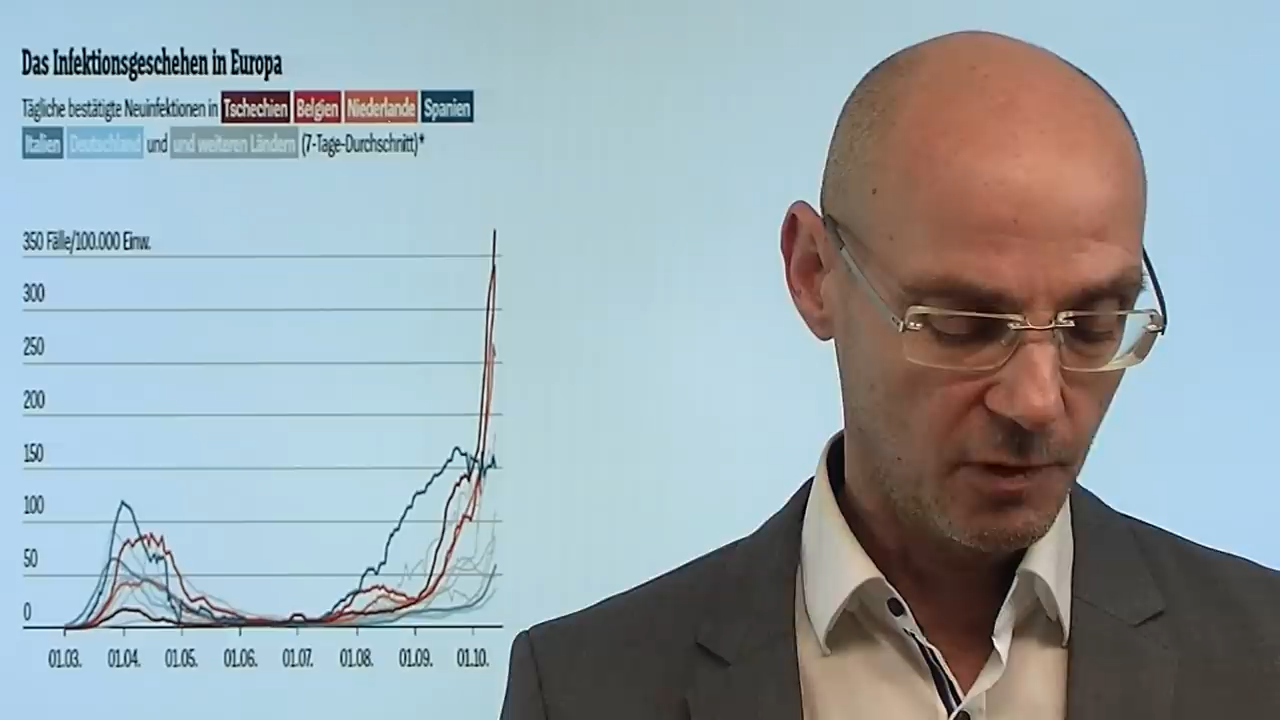 Das Infektionsgeschehen in Europa
Tägliche bestätigte Neuinfektionen in Tschechien Belgien Niederlande Spanien
Italien Deutschland und und weiteren Ländern (7-Tage-Durchschnitt)*
350 Fälle/100.000 Einw.
300
250
200
150
100
50
0
01.03. 01.04. 01.05. 01.06. 01.07. 01.08. 01.09. 01.10.